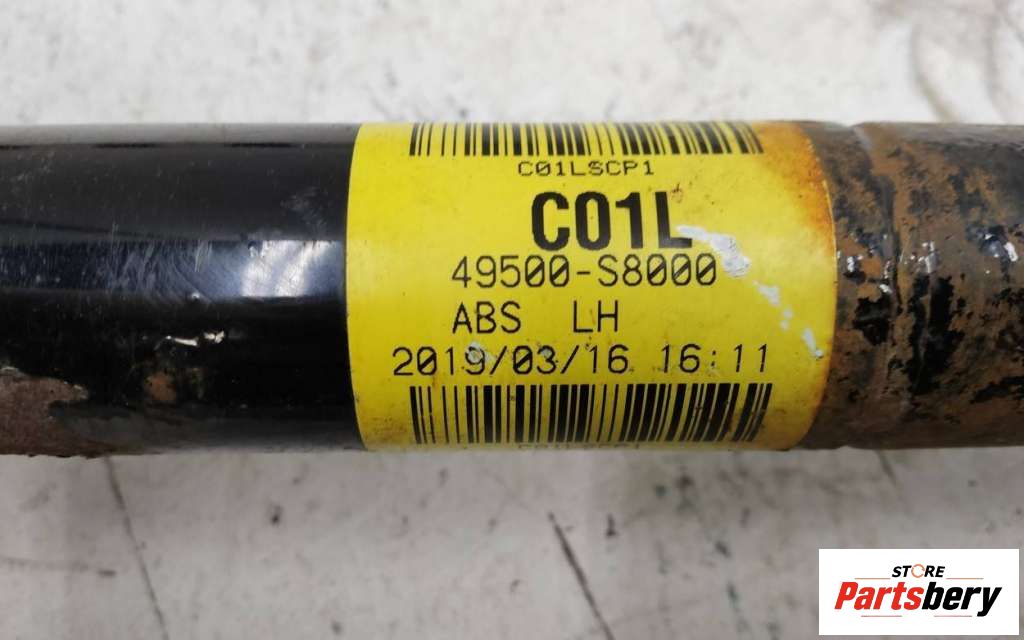 C01LSCP1
C01L
49500-S8000
ABS LH
2019/03/16 16:11
STORE
Partsbery